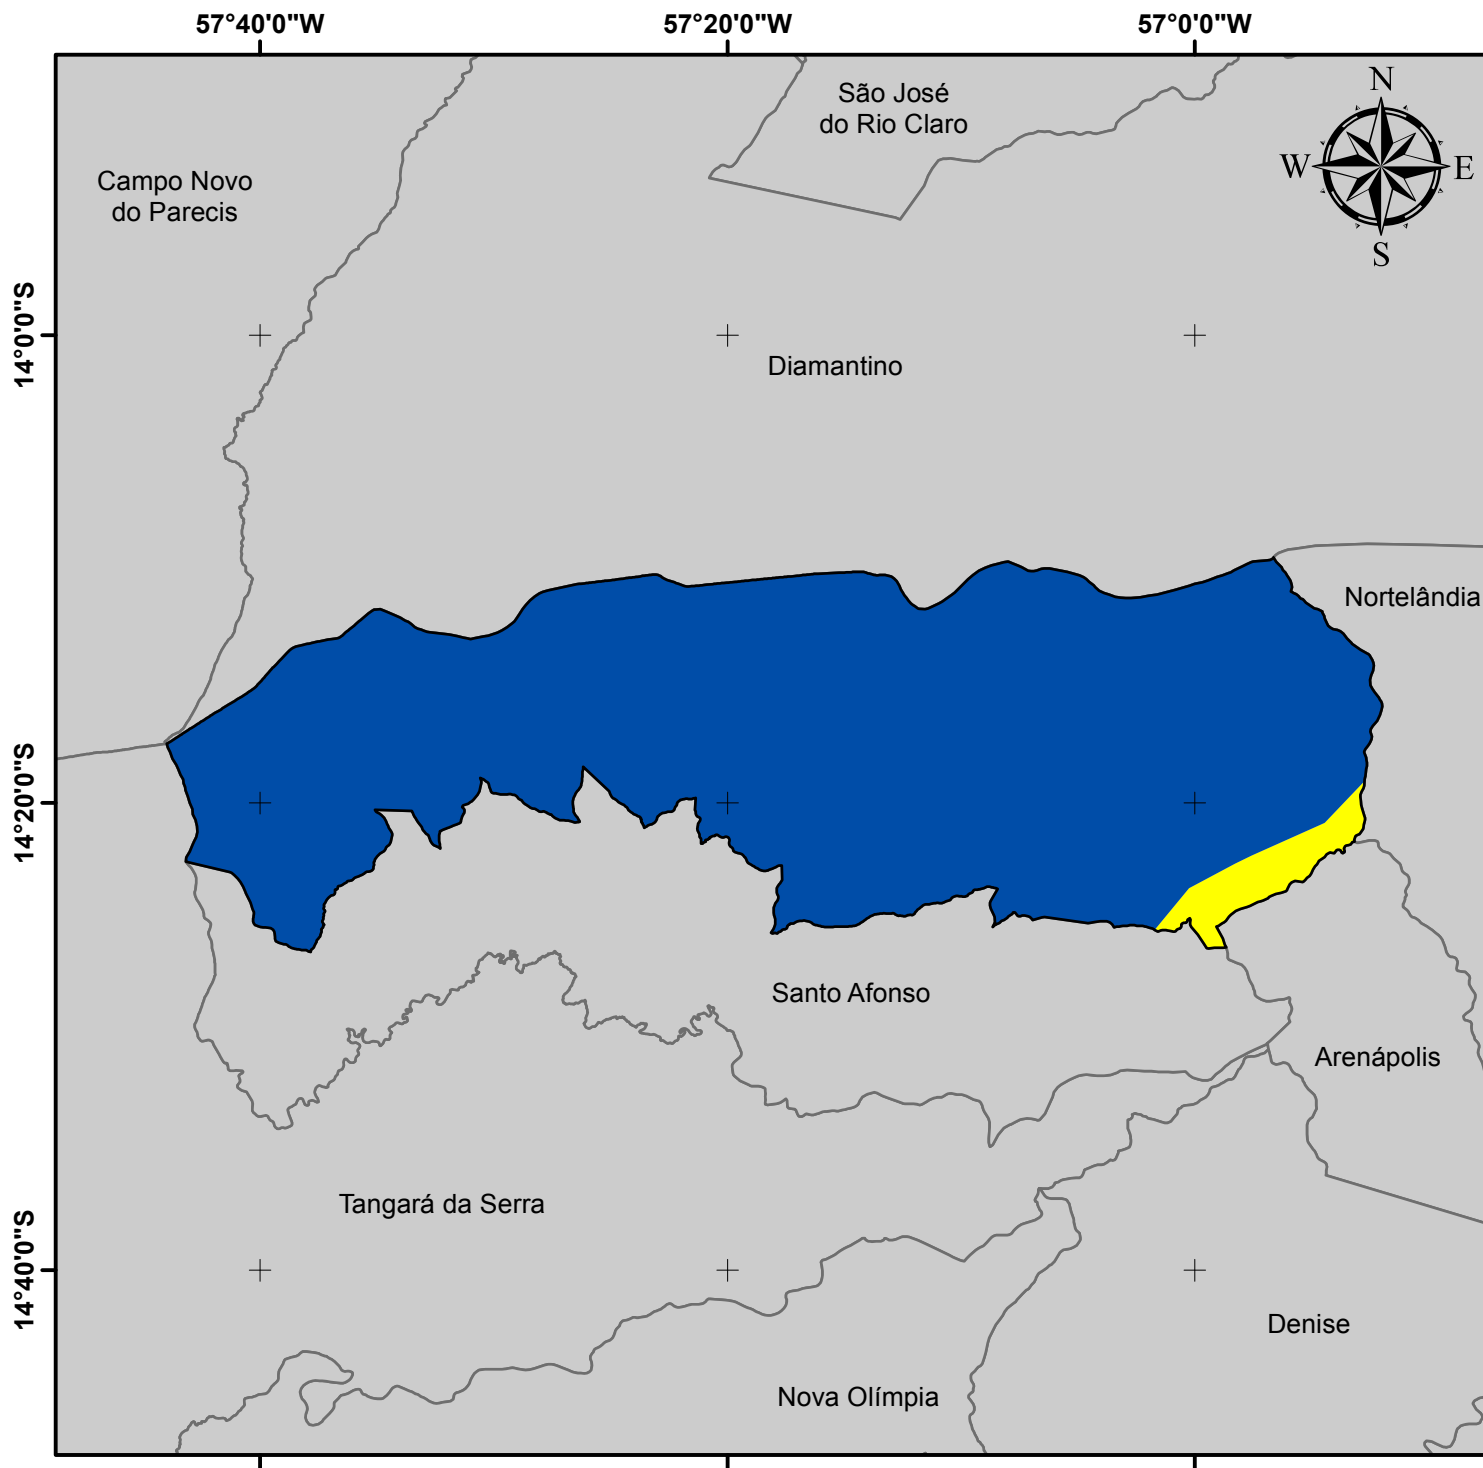 57°40'0"W
57°20'0"W
57°0'0"W
São José
do Rio Claro
N
W
E
S
Campo Novo
do Parecis
14°0'0"S
Diamantino
Nortelândia
14°20'0"S
Santo Afonso
Arenápolis
Tangará da Serra
14°40'0"S
Denise
Nova Olímpia